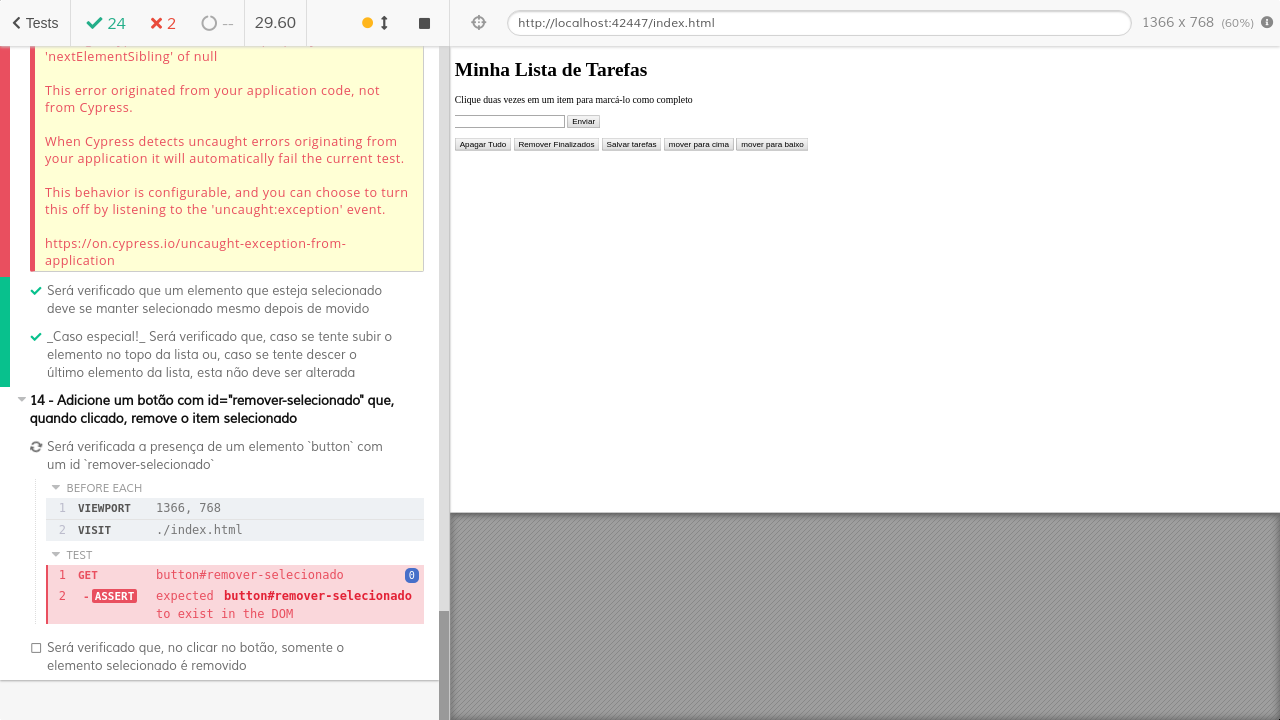 Tests
24
2
--
29.60
http://localhost:42447/index.html
1366 x 768 (60%)
'nextElementSibling' of null
This error originated from your application code, not
from Cypress.
When Cypress detects uncaught errors originating from
your application it will automatically fail the current test.
This behavior is configurable, and you can choose to turn
this off by listening to the 'uncaught:exception' event.
https://on.cypress.io/uncaught-exception-from-
application
Será verificado que um elemento que esteja selecionado
deve se manter selecionado mesmo depois de movido
_Caso especial!_ Será verificado que, caso se tente subir o
elemento no topo da lista ou, caso se tente descer o
último elemento da lista, esta não deve ser alterada
14 - Adicione um botão com id="remover-selecionado" que,
quando clicado, remove o item selecionado
Será verificada a presença de um elemento `button` com
um id `remover-selecionado`
BEFORE EACH
1 VIEWPORT 1366, 768
2 VISIT ./index.html
TEST
1 GET button#remover-selecionado 0
2 -ASSERT expected button#remover-selecionado
to exist in the DOM
Será verificado que, no clicar no botão, somente o
elemento selecionado é removido
Minha Lista de Tarefas
Clique duas vezes em um item para marcá-lo como completo
Enviar
Apagar Tudo Remover Finalizados Salvar tarefas mover para cima mover para baixo